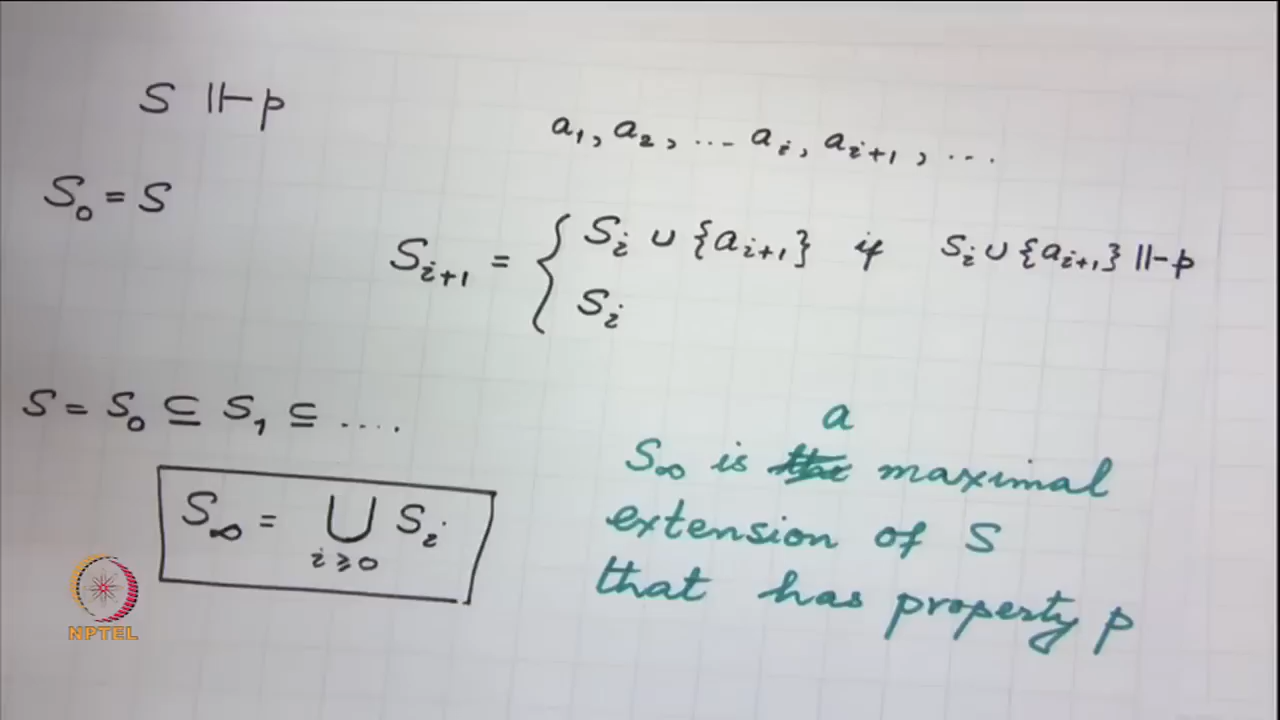 S ⊩ p
a₁, a₂, ... aᵢ, aᵢ₊₁, ...
S₀ = S
Sᵢ₊₁ = { Sᵢ ∪ {aᵢ₊₁} if Sᵢ ∪ {aᵢ₊₁} ⊩ p
Sᵢ
S = S₀ ⊆ S₁ ⊆ ....
a
S∞ is the maximal
extension of S
that has property p
S∞ = ⋃ Sᵢ
i ≥ 0
NPTEL